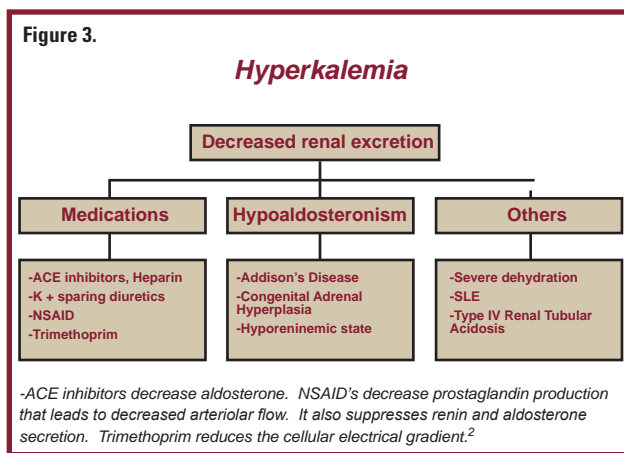 Figure 3.
Hyperkalemia
Decreased renal excretion
Medications
Hypoaldosteronism
Others
-ACE inhibitors, Heparin
-K + sparing diuretics
-NSAID
-Trimethoprim
-Addison's Disease
-Congenital Adrenal
Hyperplasia
-Hyporeninemic state
-Severe dehydration
-SLE
-Type IV Renal Tubular
Acidosis
-ACE inhibitors decrease aldosterone. NSAID's decrease prostaglandin production
that leads to decreased arteriolar flow. It also suppresses renin and aldosterone
secretion. Trimethoprim reduces the cellular electrical gradient.2